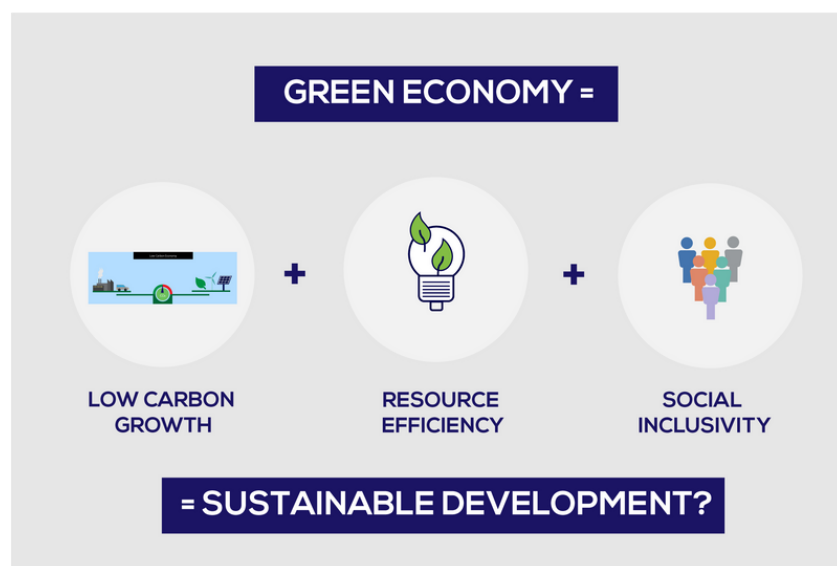 GREEN ECONOMY =
+
+
LOW CARBON
GROWTH
RESOURCE
EFFICIENCY
SOCIAL
INCLUSIVITY
= SUSTAINABLE DEVELOPMENT?